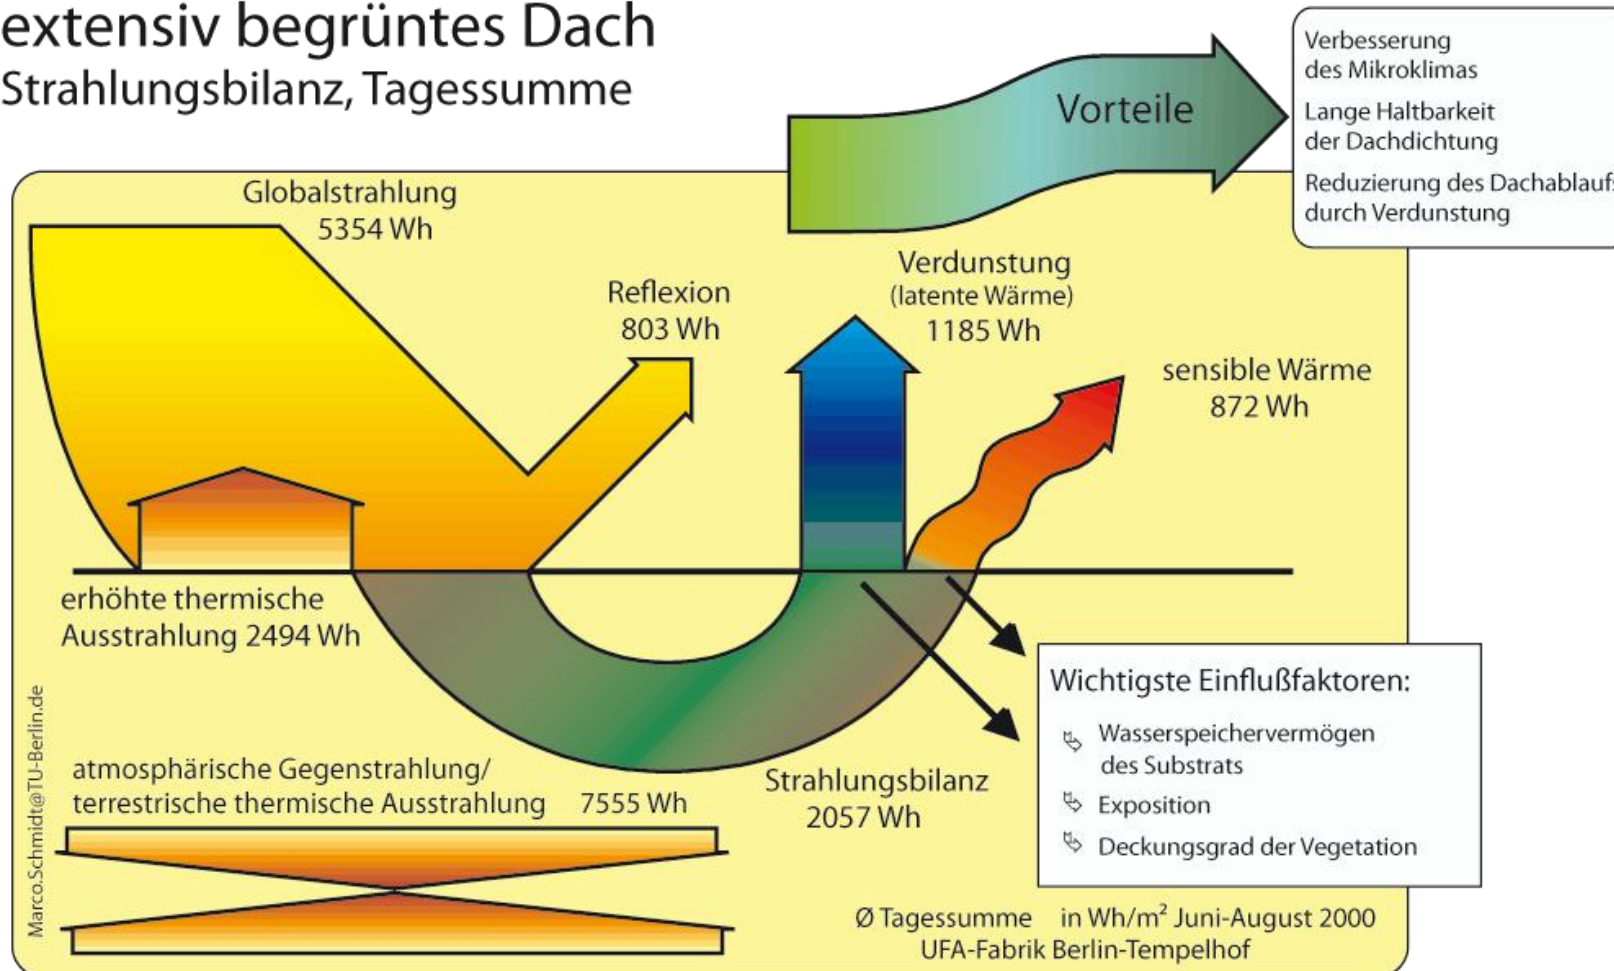 extensiv begrüntes Dach
Strahlungsbilanz, Tagessumme
Vorteile
Verbesserung
des Mikroklimas
Lange Haltbarkeit
der Dachdichtung
Reduzierung des Dachablaufs
durch Verdunstung
Globalstrahlung
5354 Wh
Reflexion
803 Wh
Verdunstung
(latente Wärme)
1185 Wh
sensible Wärme
872 Wh
erhöhte thermische
Ausstrahlung 2494 Wh
atmosphärische Gegenstrahlung/
terrestrische thermische Ausstrahlung 7555 Wh
Strahlungsbilanz
2057 Wh
Wichtigste Einflußfaktoren:
Wasserspeichervermögen
des Substrats
Exposition
Deckungsgrad der Vegetation
Ø Tagessumme in Wh/m² Juni-August 2000
UFA-Fabrik Berlin-Tempelhof
Marco.Schmidt@TU-Berlin.de